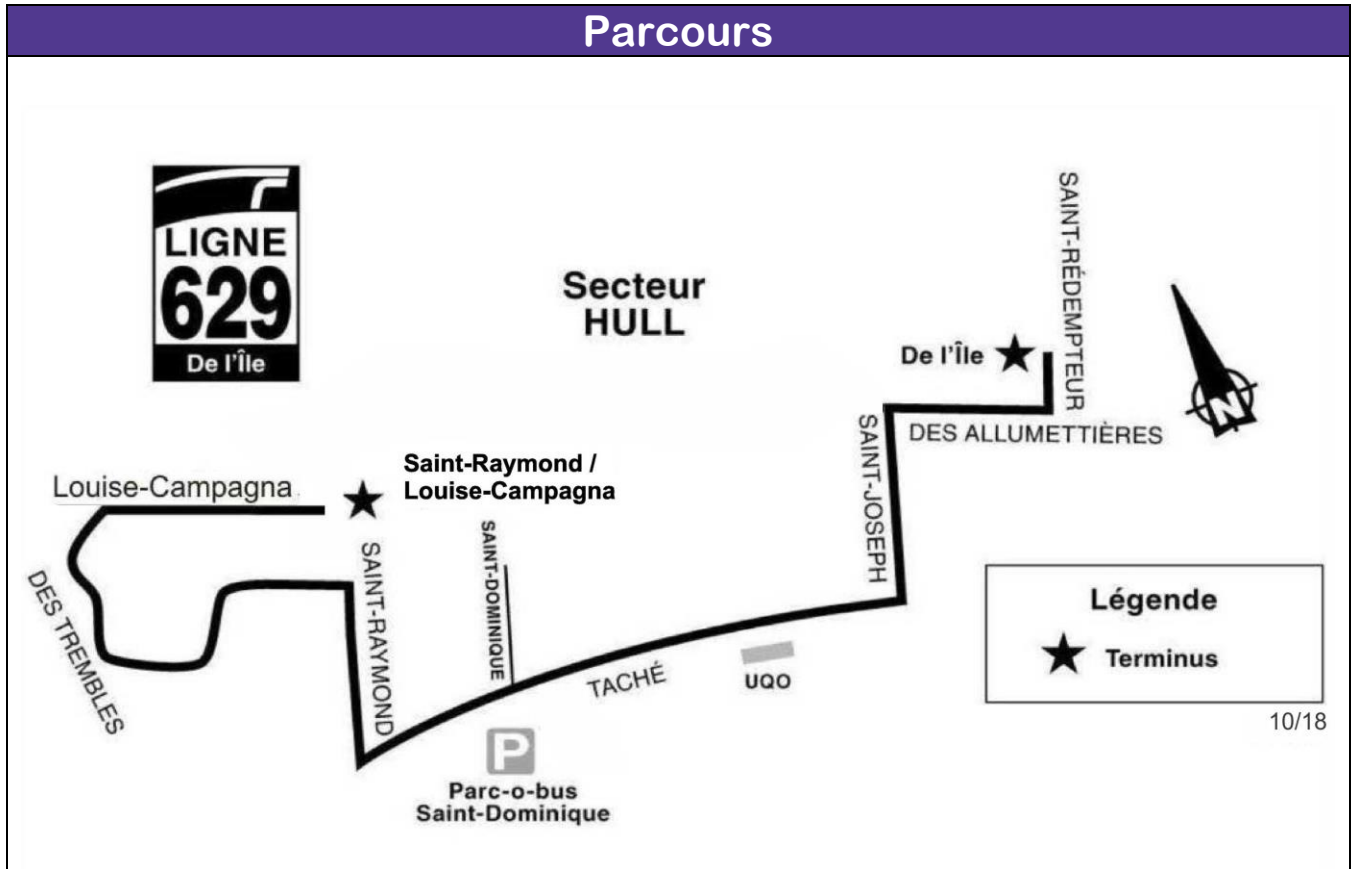 Parcours
LIGNE
629
De l'Île
Secteur
HULL
SAINT-RÉDEMPTEUR
De l'Île
DES ALLUMETTIÈRES
N
SAINT-JOSEPH
Louise-Campagna
Saint-Raymond /
Louise-Campagna
SAINT-DOMINIQUE
SAINT-RAYMOND
DES TREMBLES
TACHÉ
UQO
P
Parc-o-bus
Saint-Dominique
Légende
Terminus
10/18